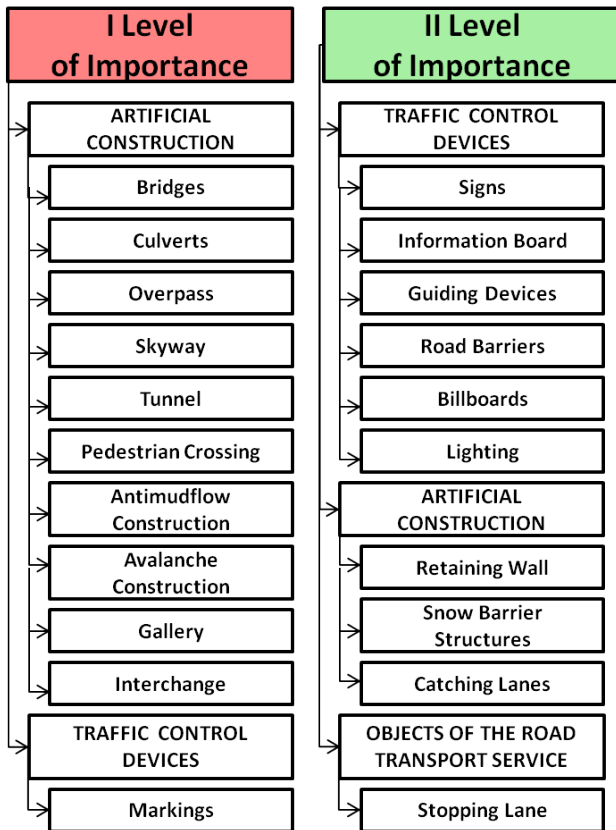 I Level
of Importance
ARTIFICIAL
CONSTRUCTION
Bridges
Culverts
Overpass
Skyway
Tunnel
Pedestrian Crossing
Antimudflow
Construction
Avalanche
Construction
Gallery
Interchange
TRAFFIC CONTROL
DEVICES
Markings
II Level
of Importance
TRAFFIC CONTROL
DEVICES
Signs
Information Board
Guiding Devices
Road Barriers
Billboards
Lighting
ARTIFICIAL
CONSTRUCTION
Retaining Wall
Snow Barrier
Structures
Catching Lanes
OBJECTS OF THE ROAD
TRANSPORT SERVICE
Stopping Lane